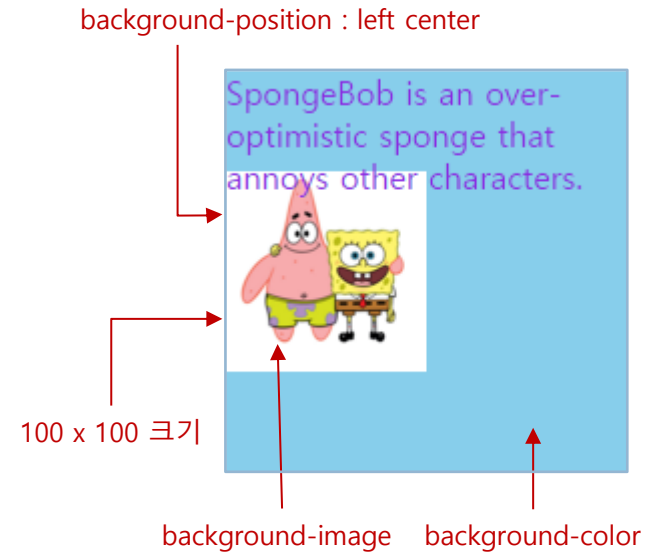 background-position : left center
SpongeBob is an over-
optimistic sponge that
annoys other characters.
100 x 100 크기
background-image
background-color